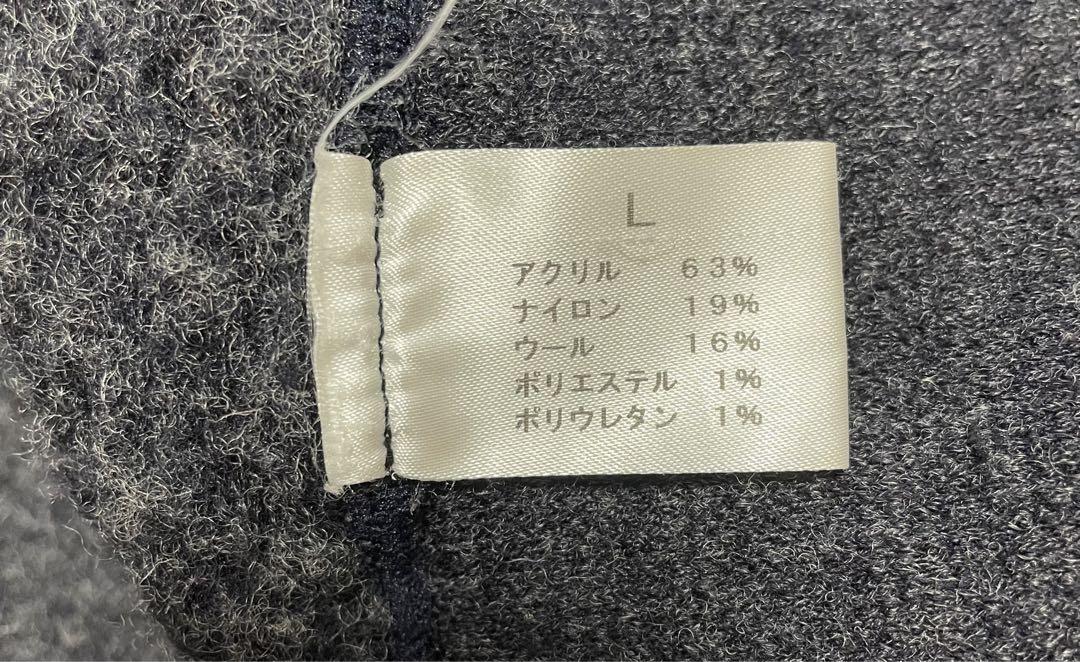 L
アクリル 63%
ナイロン 19%
ウール 16%
ポリエステル 1%
ポリウレタン 1%